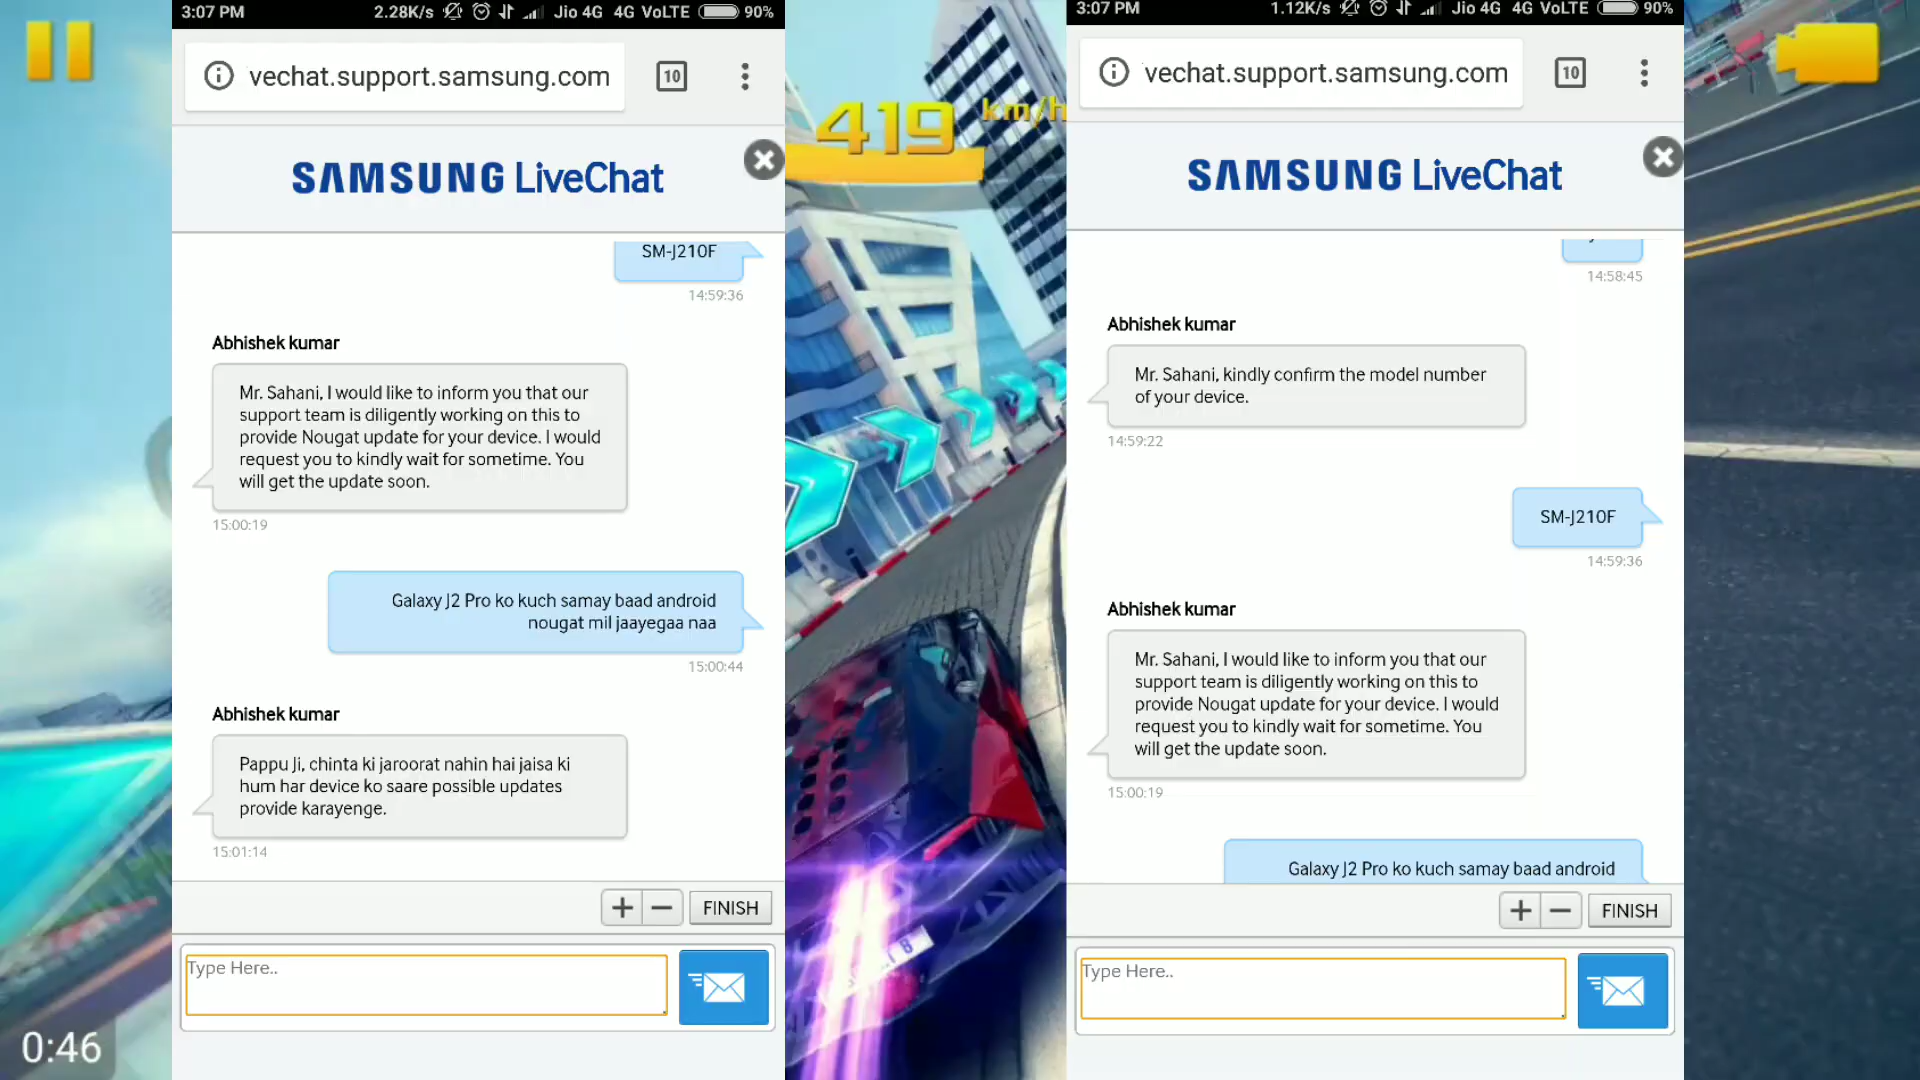 3:07 PM
2.28K/s
Jio 4G 4G VoLTE
90%
vechat.support.samsung.com
10
SAMSUNG LiveChat
SM-J210F
14:59:36
Abhishek kumar
Mr. Sahani, I would like to inform you that our
support team is diligently working on this to
provide Nougat update for your device. I would
request you to kindly wait for sometime. You
will get the update soon.
15:00:19
Galaxy J2 Pro ko kuch samay baad android
nougat mil jaayegaa naa
15:00:44
Abhishek kumar
Pappu Ji, chinta ki jaroorat nahin hai jaisa ki
hum har device ko saare possible updates
provide karayenge.
15:01:14
+ − FINISH
Type Here..
0:46
419 km/h
3:07 PM
1.12K/s
Jio 4G 4G VoLTE
90%
vechat.support.samsung.com
10
SAMSUNG LiveChat
14:58:45
Abhishek kumar
Mr. Sahani, kindly confirm the model number
of your device.
14:59:22
SM-J210F
14:59:36
Abhishek kumar
Mr. Sahani, I would like to inform you that our
support team is diligently working on this to
provide Nougat update for your device. I would
request you to kindly wait for sometime. You
will get the update soon.
15:00:19
Galaxy J2 Pro ko kuch samay baad android
+ − FINISH
Type Here..